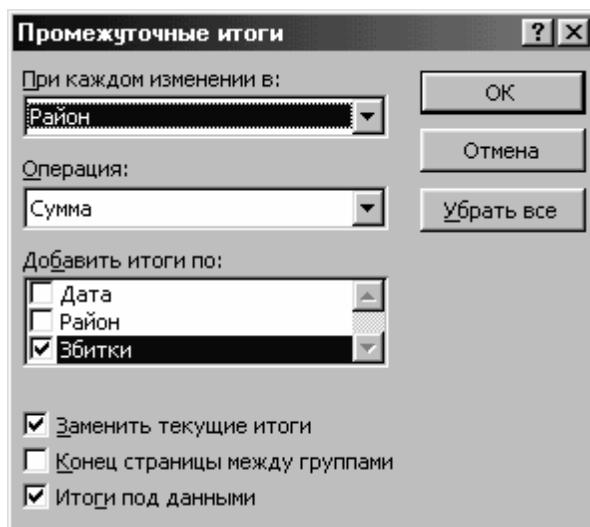 Промежуточные итоги
При каждом изменении в:
Район
OK
Операция:
Отмена
Сумма
Убрать все
Добавить итоги по:
Дата
Район
Збитки
Заменить текущие итоги
Конец страницы между группами
Итоги под данными